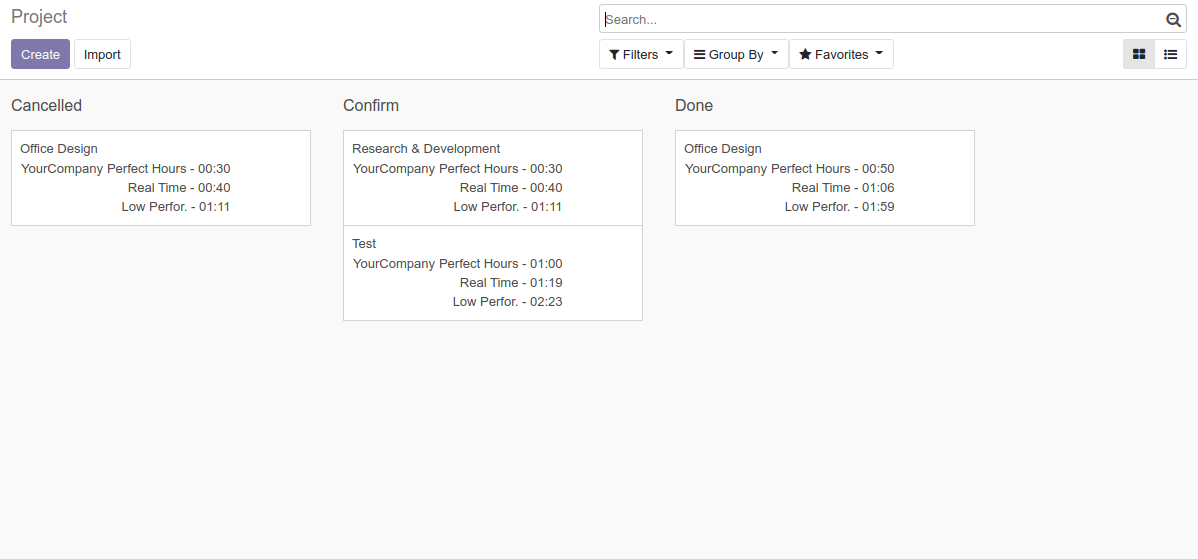 Project
Search...
Create
Import
Filters
Group By
Favorites
Cancelled
Office Design
YourCompany Perfect Hours - 00:30
Real Time - 00:40
Low Perfor. - 01:11
Confirm
Research & Development
YourCompany Perfect Hours - 00:30
Real Time - 00:40
Low Perfor. - 01:11
Test
YourCompany Perfect Hours - 01:00
Real Time - 01:19
Low Perfor. - 02:23
Done
Office Design
YourCompany Perfect Hours - 00:50
Real Time - 01:06
Low Perfor. - 01:59